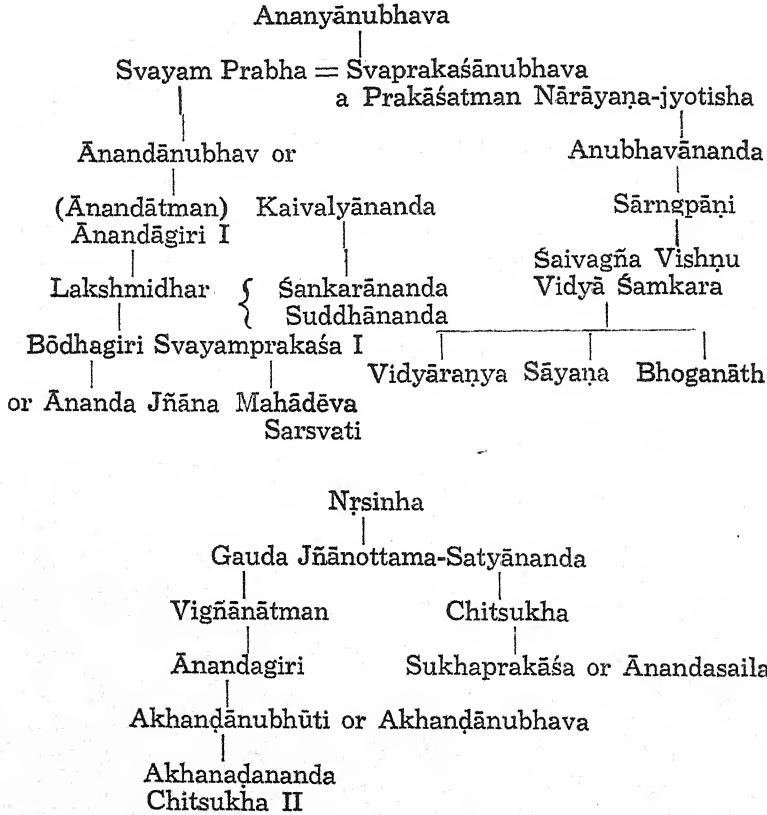 Ananyānubhava
Svayam Prabha = Svaprakaśānubhava
a Prakāśatman Nārāyaṇa-jyotisha
Ānandānubhav or
Anubhavānanda
(Ānandātman) Kaivalyānanda
Sārngpāṇi
Ānandāgiri I
Śaivagña Vishṇu
Lakshmidhar { Śankarānanda
Vidyā Śamkara
Suddhānanda
Bōdhagiri Svayamprakaśa I
Vidyāraṇya Sāyaṇa Bhoganāth
or Ānanda Jñāna Mahādēva
Sarsvati
Nṛsinha
Gauda Jñānottama-Satyānanda
Vigñānātman Chitsukha
Ānandagiri Sukhaprakāśa or Ānandasaila
Akhanḍānubhūti or Akhanḍānubhava
Akhanaḍananda
Chitsukha II